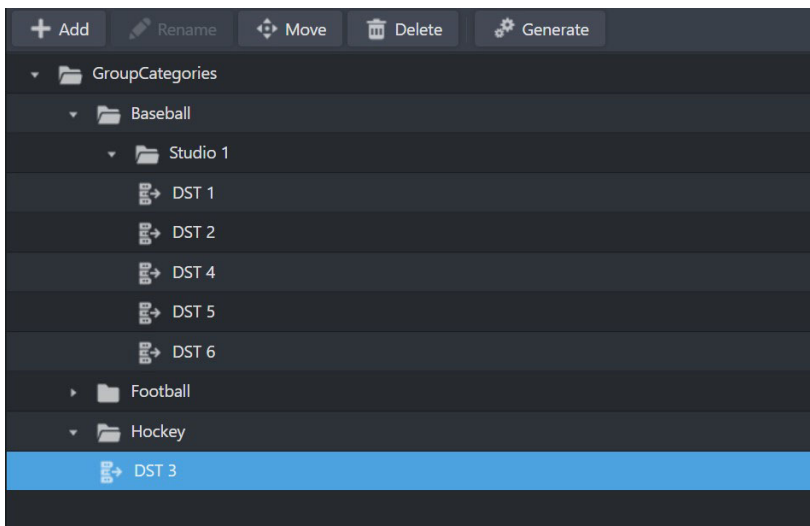 Add Rename Move Delete Generate
GroupCategories
Baseball
Studio 1
DST 1
DST 2
DST 4
DST 5
DST 6
Football
Hockey
DST 3